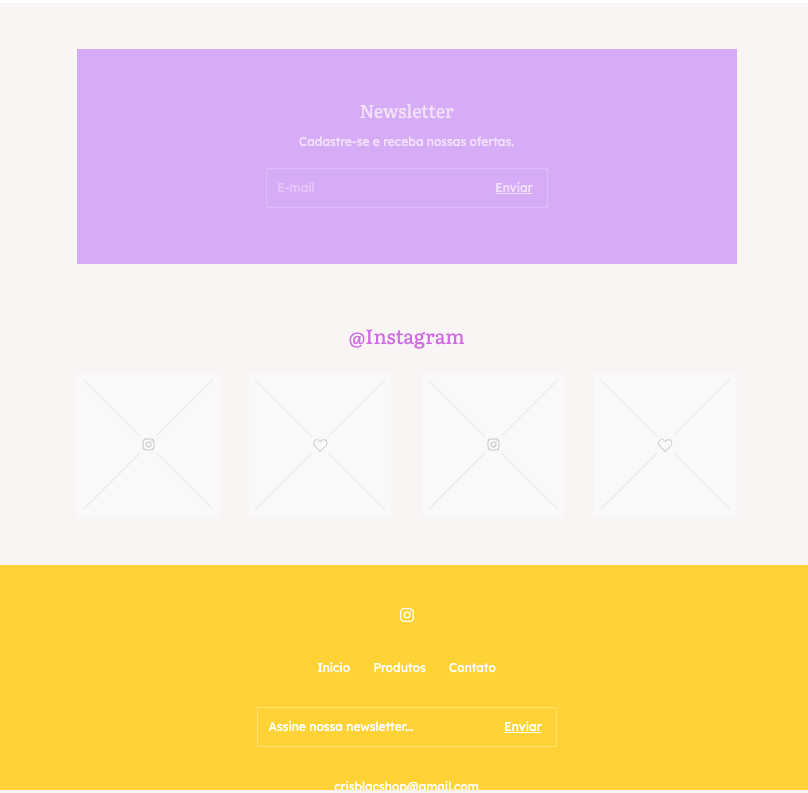 Newsletter
Cadastre-se e receba nossas ofertas.
E-mail Enviar
@Instagram
Início Produtos Contato
Assine nossa newsletter... Enviar
crisblacshop@gmail.com